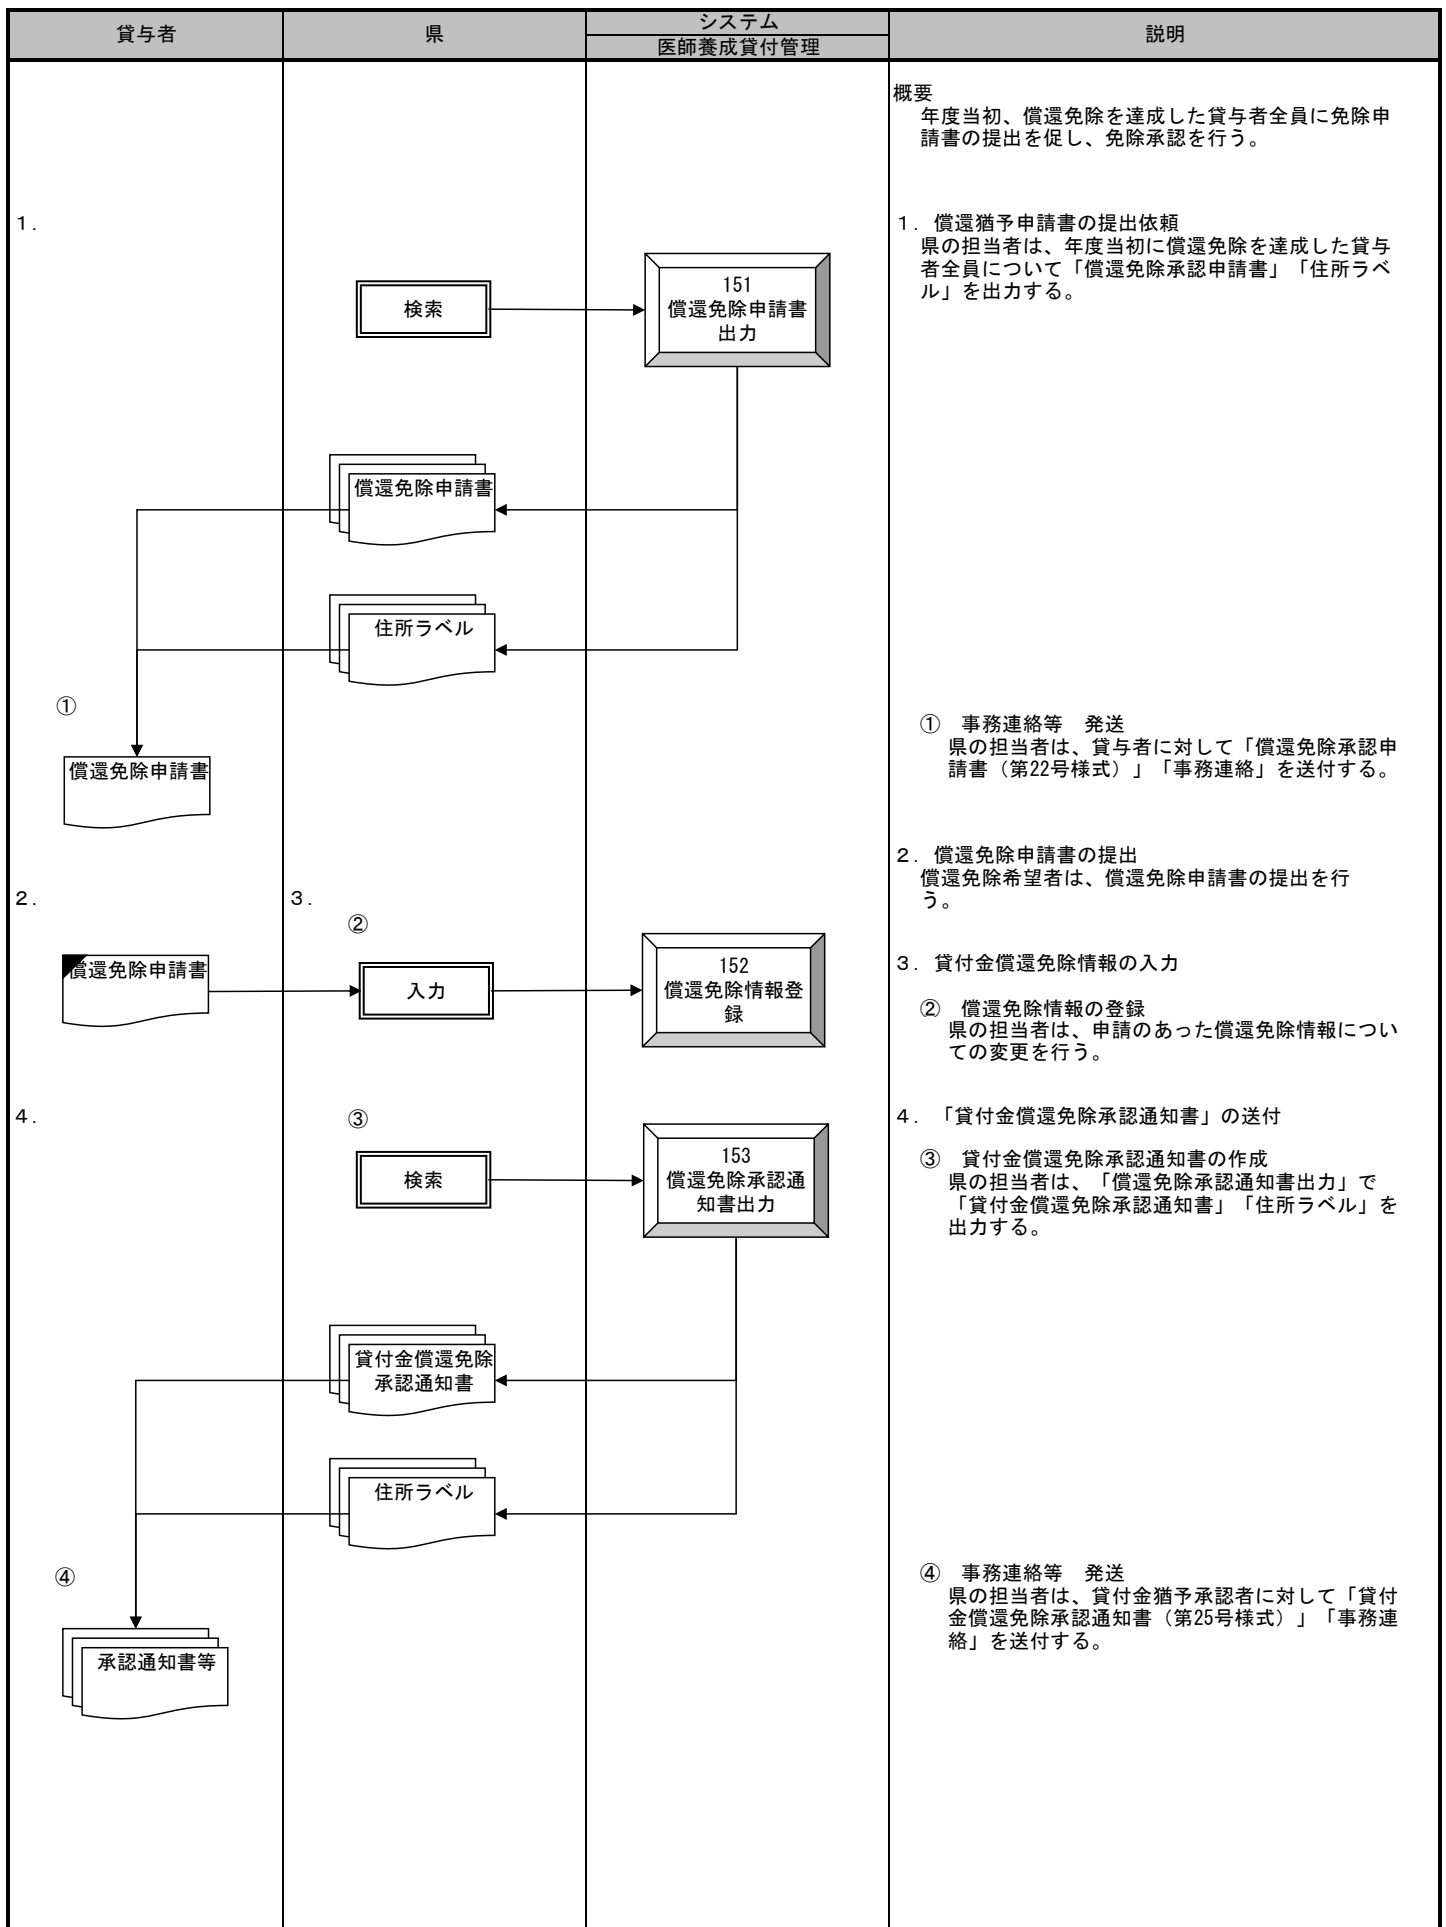 貸与者
県
システム
医師養成貸付管理
説明
概要
年度当初、償還免除を達成した貸与者全員に免除申
請書の提出を促し、免除承認を行う。
１．
検索
151
償還免除申請書
出力
１．償還猶予申請書の提出依頼
県の担当者は、年度当初に償還免除を達成した貸与
者全員について「償還免除承認申請書」「住所ラベ
ル」を出力する。
償還免除申請書
住所ラベル
①
償還免除申請書
①　事務連絡等　発送
県の担当者は、貸与者に対して「償還免除承認申
請書（第22号様式）」「事務連絡」を送付する。
２．償還免除申請書の提出
償還免除希望者は、償還免除申請書の提出を行
う。
２．
３．
②
償還免除申請書
入力
152
償還免除情報登
録
３．貸付金償還免除情報の入力
②　償還免除情報の登録
県の担当者は、申請のあった償還免除情報につい
ての変更を行う。
４．
③
検索
153
償還免除承認通
知書出力
４．「貸付金償還免除承認通知書」の送付
③　貸付金償還免除承認通知書の作成
県の担当者は、「償還免除承認通知書出力」で
「貸付金償還免除承認通知書」「住所ラベル」を
出力する。
貸付金償還免除
承認通知書
住所ラベル
④
承認通知書等
④　事務連絡等　発送
県の担当者は、貸付金猶予承認者に対して「貸付
金償還免除承認通知書（第25号様式）」「事務連
絡」を送付する。